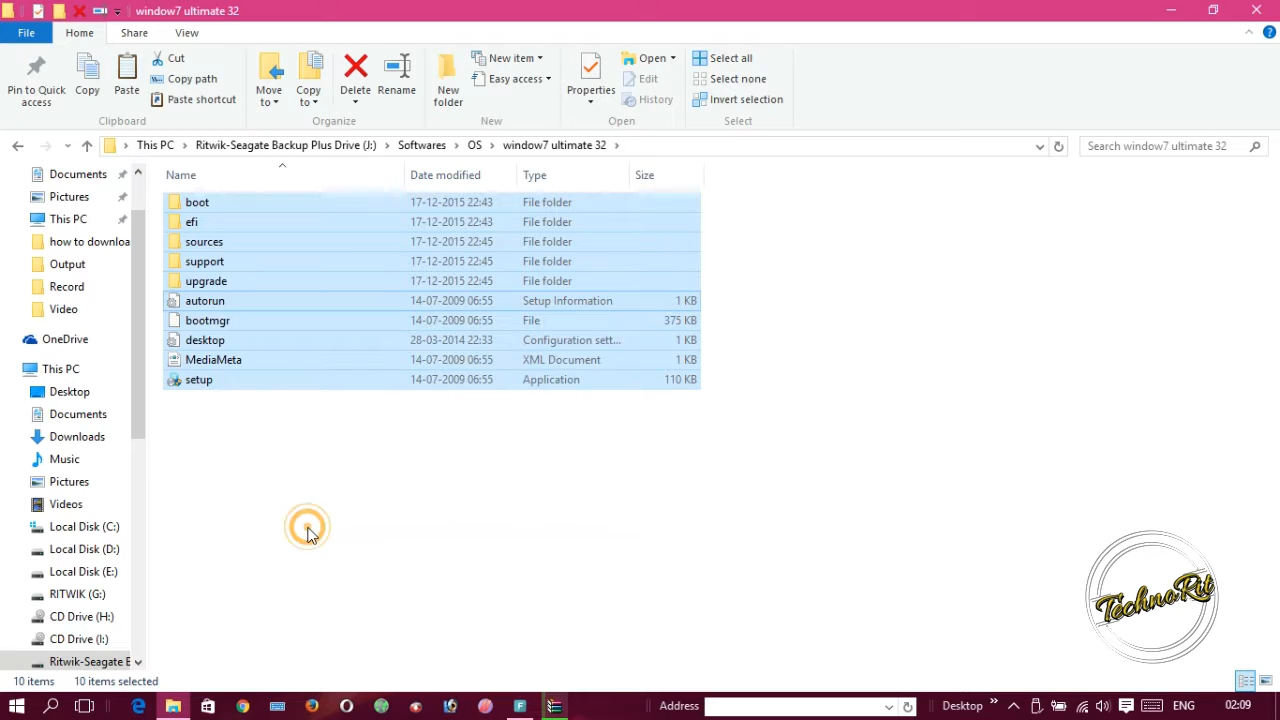 window7 ultimate 32
File Home Share View
Pin to Quick access
Copy
Paste
Cut
Copy path
Paste shortcut
Clipboard
Move to
Copy to
Delete
Rename
Organize
New folder
New item
Easy access
New
Properties
Open
Edit
History
Open
Select all
Select none
Invert selection
Select
This PC > Ritwik-Seagate Backup Plus Drive (J:) > Softwares > OS > window7 ultimate 32 >
Search window7 ultimate 32
Documents
Pictures
This PC
how to downloa
Output
Record
Video
OneDrive
This PC
Desktop
Documents
Downloads
Music
Pictures
Videos
Local Disk (C:)
Local Disk (D:)
Local Disk (E:)
RITWIK (G:)
CD Drive (H:)
CD Drive (I:)
Ritwik-Seagate B
Name Date modified Type Size
boot 17-12-2015 22:43 File folder
efi 17-12-2015 22:43 File folder
sources 17-12-2015 22:45 File folder
support 17-12-2015 22:45 File folder
upgrade 17-12-2015 22:45 File folder
autorun 14-07-2009 06:55 Setup Information 1 KB
bootmgr 14-07-2009 06:55 File 375 KB
desktop 28-03-2014 22:33 Configuration sett... 1 KB
MediaMeta 14-07-2009 06:55 XML Document 1 KB
setup 14-07-2009 06:55 Application 110 KB
TechnoRit
10 items 10 items selected
Address Desktop » ENG 02:09